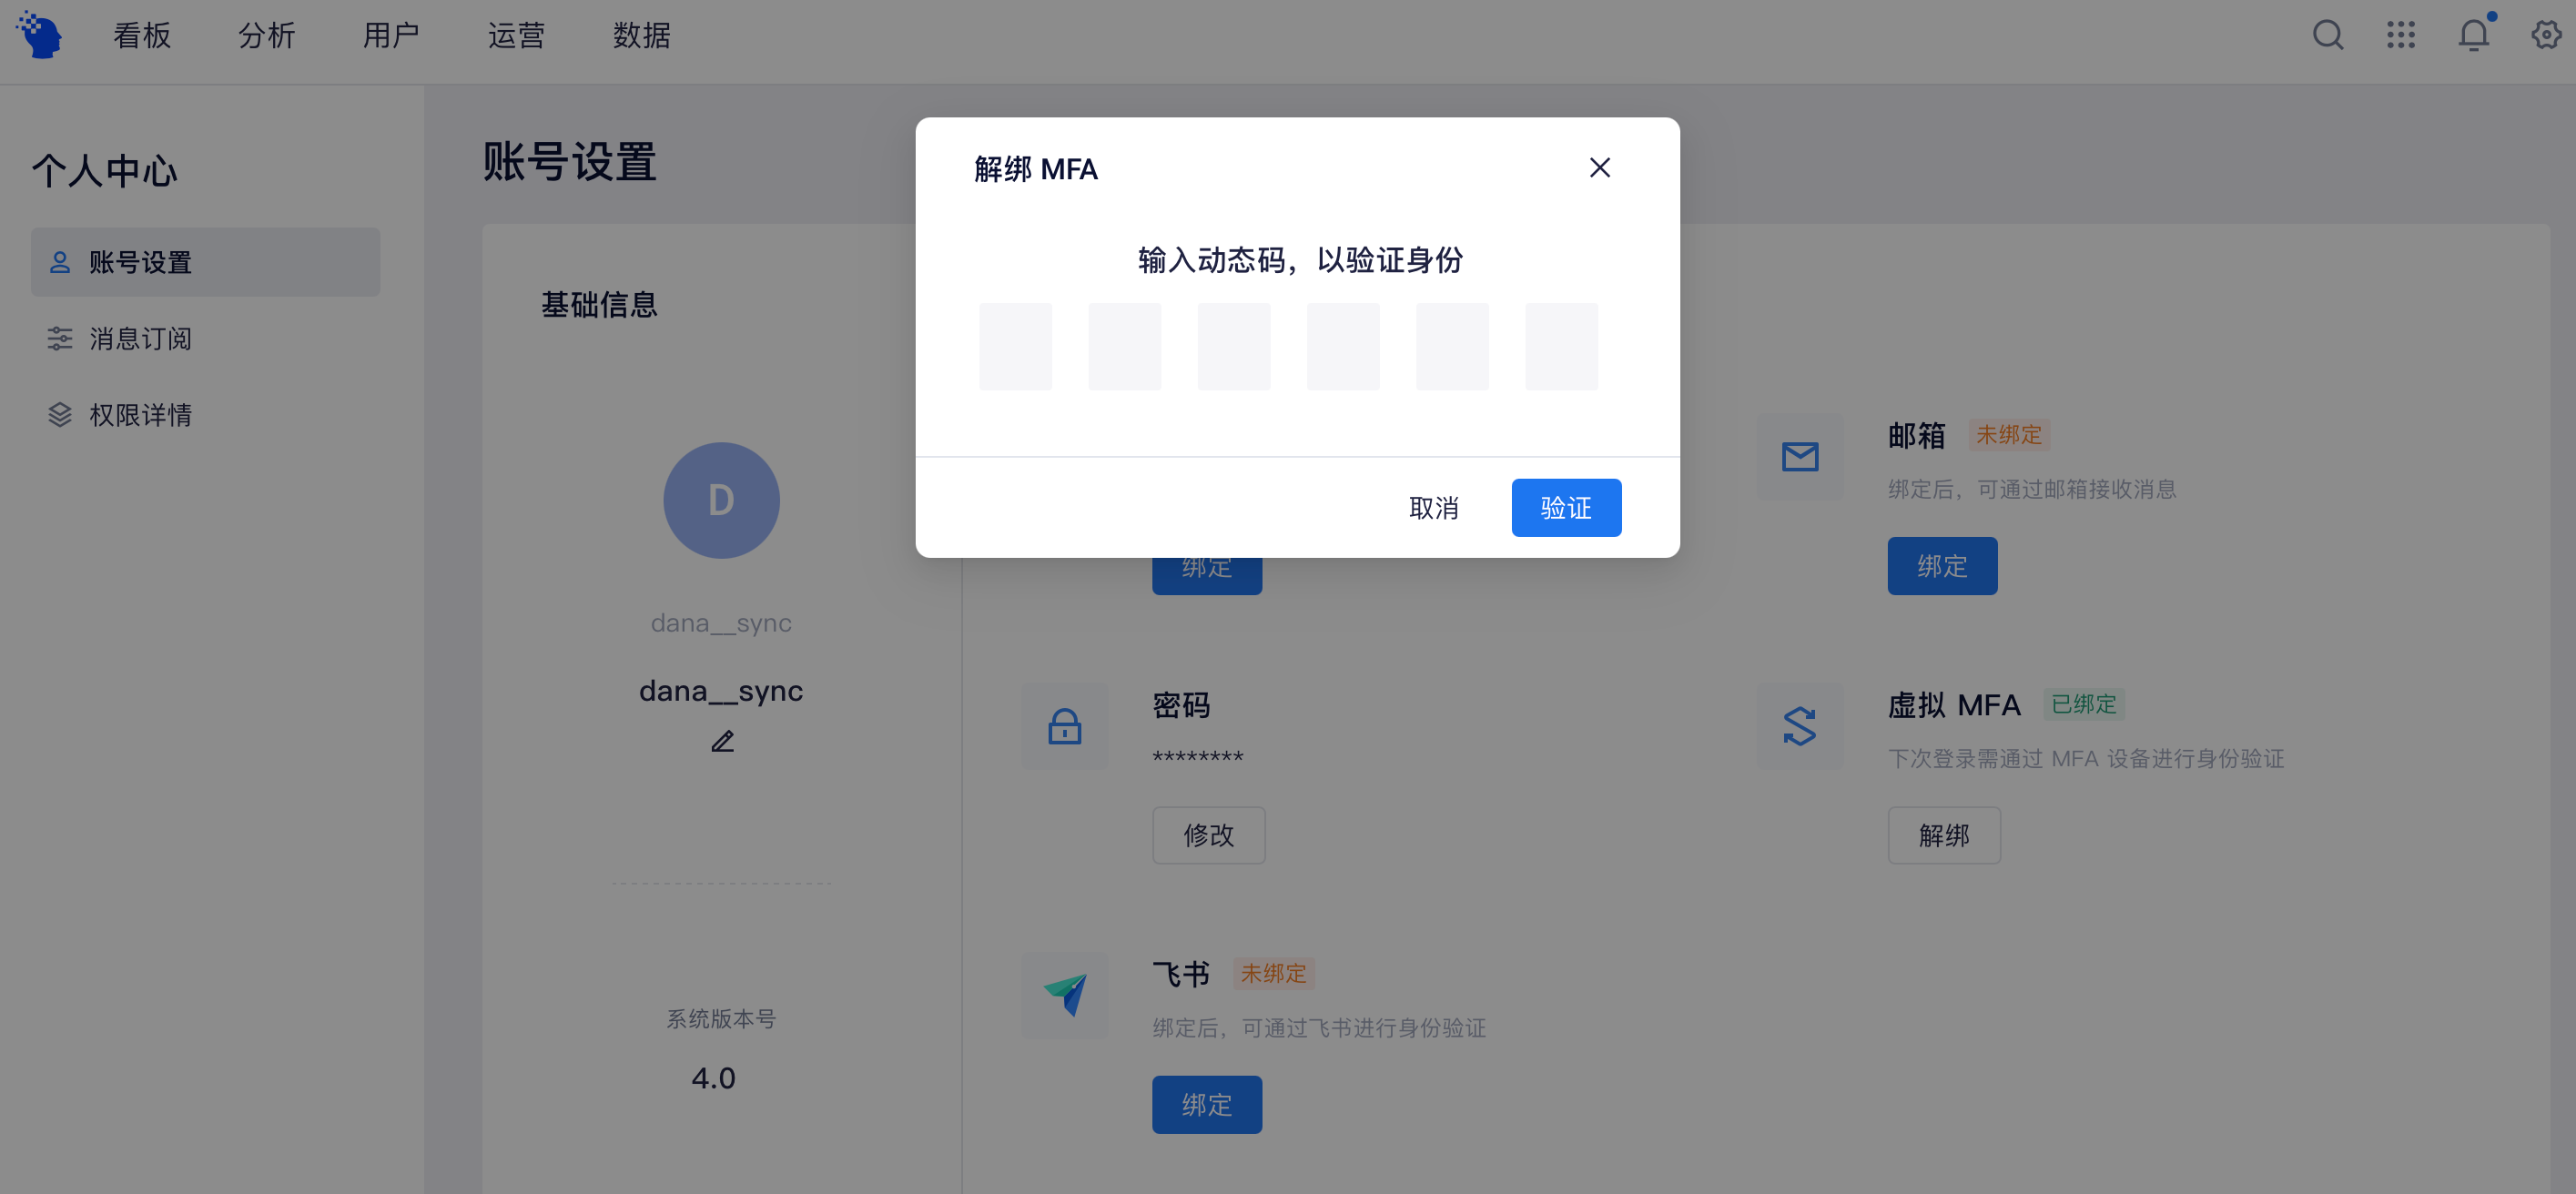 看板 分析 用户 运营 数据
个人中心
账号设置
消息订阅
权限详情
账号设置
基础信息
D
dana__sync
dana__sync
系统版本号
4.0
解绑 MFA
输入动态码，以验证身份
取消 验证
绑定
邮箱 未绑定
绑定后，可通过邮箱接收消息
绑定
密码
********
修改
虚拟 MFA 已绑定
下次登录需通过 MFA 设备进行身份验证
解绑
飞书 未绑定
绑定后，可通过飞书进行身份验证
绑定